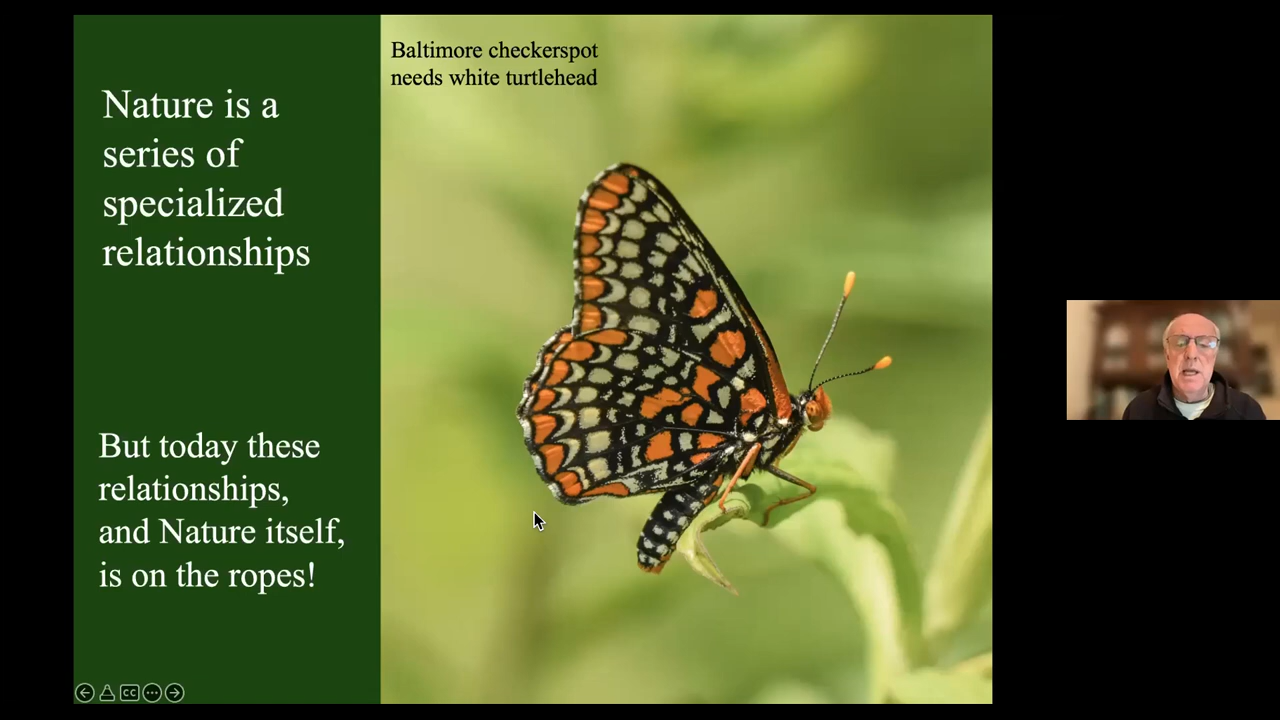 Nature is a
series of
specialized
relationships
But today these
relationships,
and Nature itself,
is on the ropes!
Baltimore checkerspot
needs white turtlehead
CC